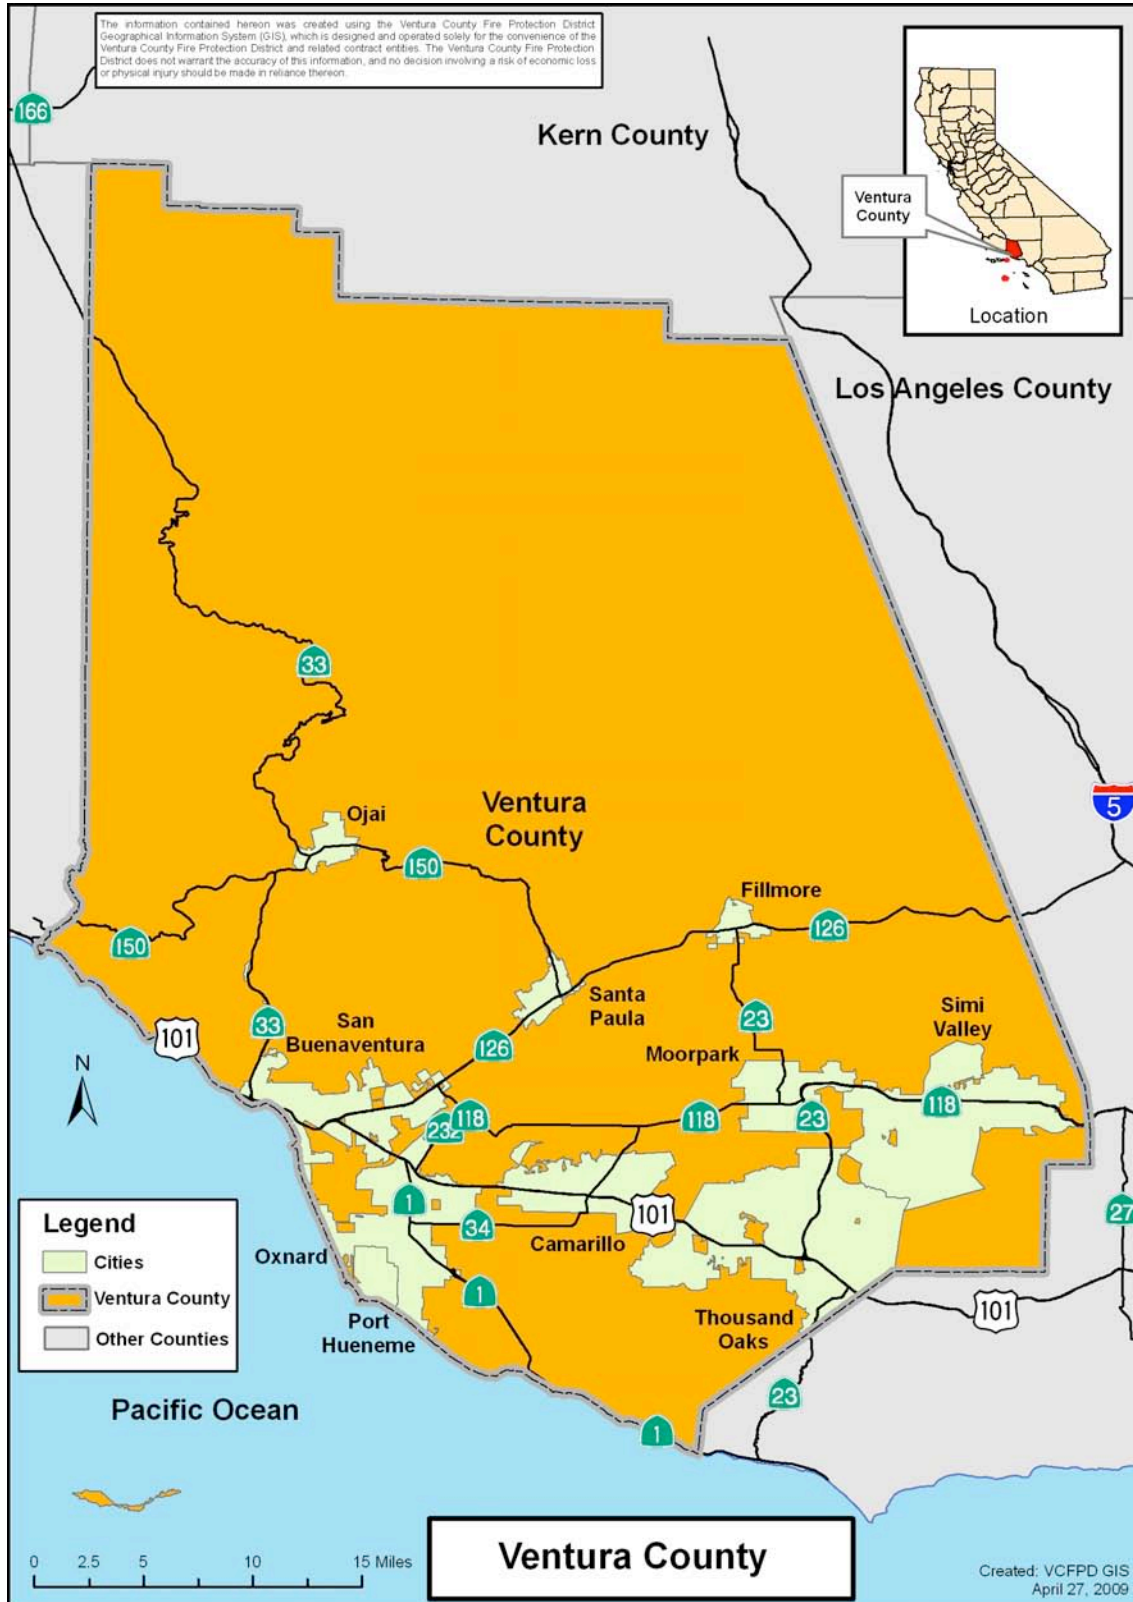 The information contained hereon was created using the Ventura County Fire Protection District
Geographical Information System (GIS), which is designed and operated solely for the convenience of the
Ventura County Fire Protection District and related contract entities. The Ventura County Fire Protection
District does not warrant the accuracy of this information, and no decision involving a risk of economic loss
or physical injury should be made in reliance thereon.
166
Kern County
Ventura
County
Location
Los Angeles County
33
5
Ventura
County
Ojai
150
Fillmore
126
150
Santa
Paula
Simi
Valley
33
101
San
Buenaventura
126
23
Moorpark
N
118
232
118
23
118
1
34
101
27
Camarillo
Oxnard
1
101
Port
Hueneme
Thousand
Oaks
23
1
Legend
Cities
Ventura County
Other Counties
Pacific Ocean
0 2.5 5 10 15 Miles
Ventura County
Created: VCFPD GIS
April 27, 2009